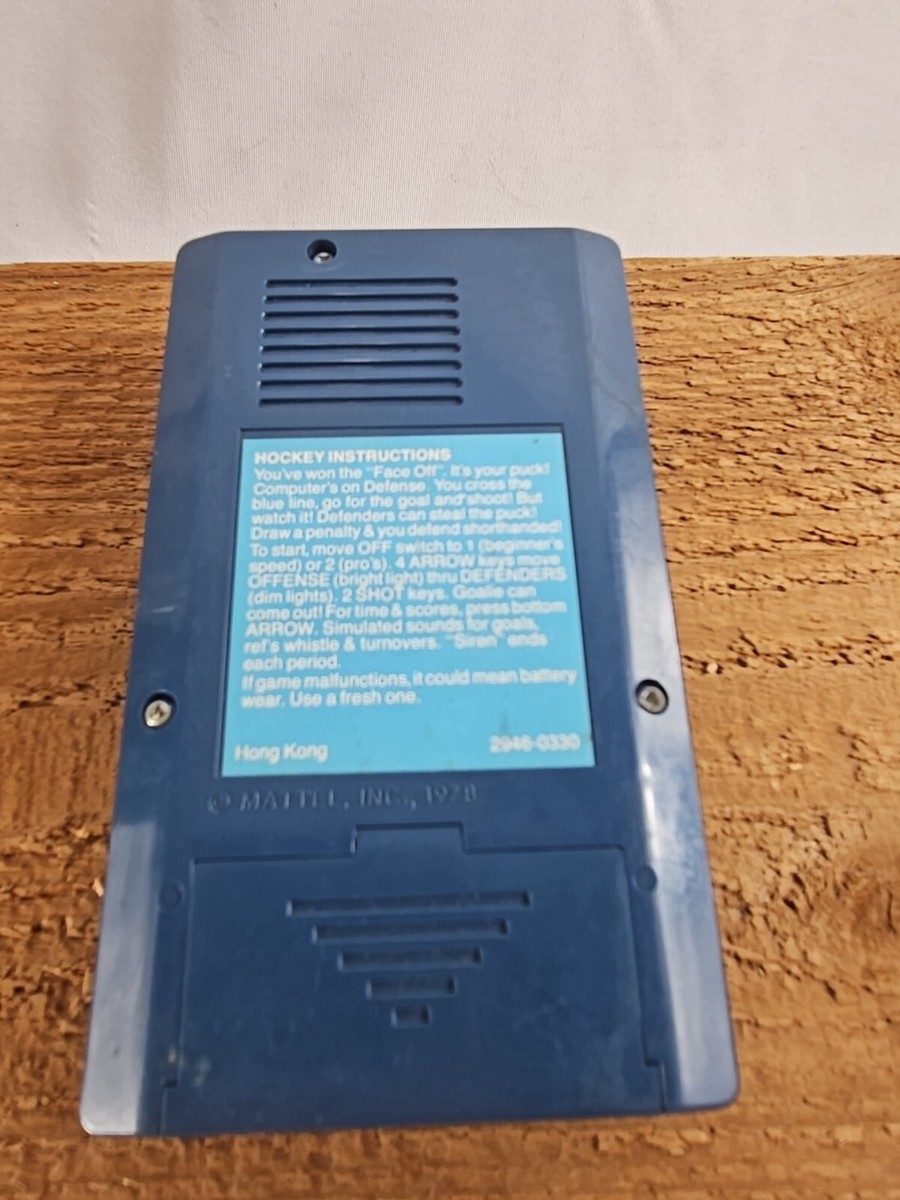 HOCKEY INSTRUCTIONS
You've won the "Face Off". It's your puck!
Computer's on Defense. You cross the
blue line, go for the goal and shoot! But
watch it! Defenders can steal the puck!
Draw a penalty & you defend shorthanded!
To start, move OFF switch to 1 (beginner's
speed) or 2 (pro's). 4 ARROW keys move
OFFENSE (bright light) thru DEFENDERS
(dim lights). 2 SHOT keys. Goalie can
come out! For time & scores, press bottom
ARROW. Simulated sounds for goals,
ref's whistle & turnovers. "Siren" ends
each period.
If game malfunctions, it could mean battery
wear. Use a fresh one.
Hong Kong 2946-0330
© MATTEL, INC., 1978